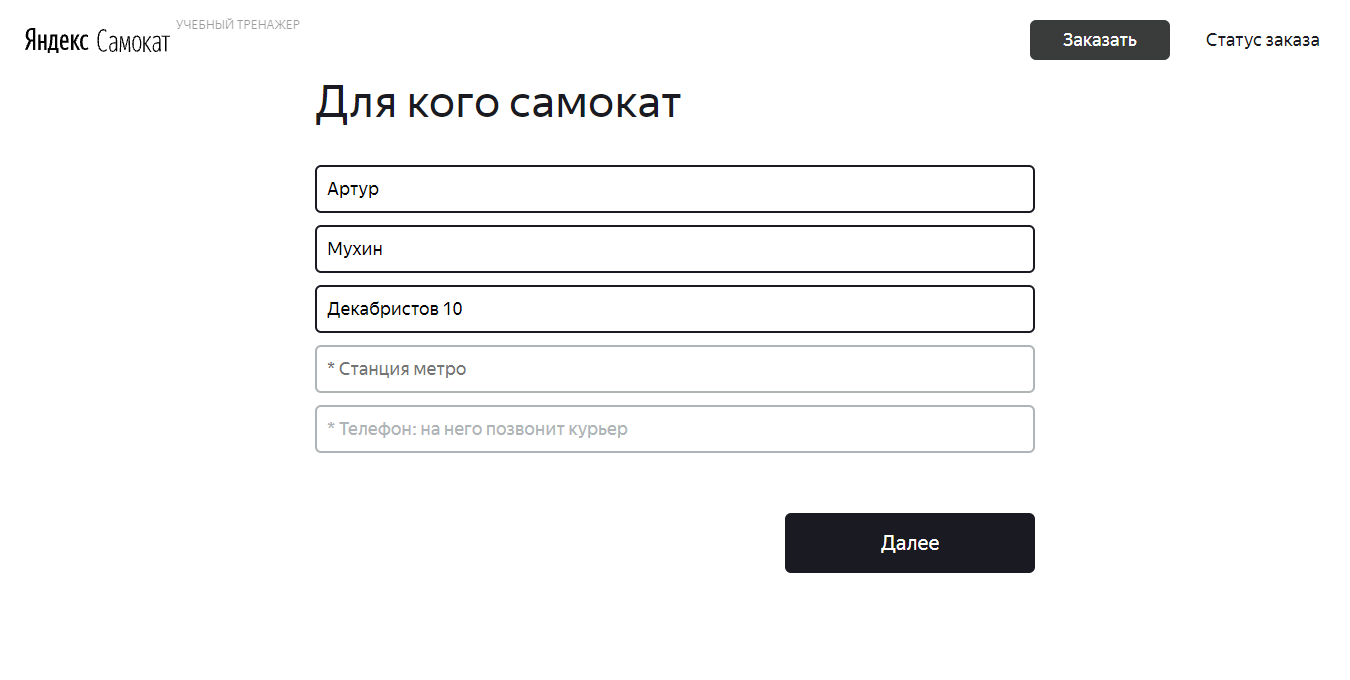 Яндекс Самокат
УЧЕБНЫЙ ТРЕНАЖЕР
Заказать
Статус заказа
Для кого самокат
Артур
Мухин
Декабристов 10
* Станция метро
* Телефон: на него позвонит курьер
Далее